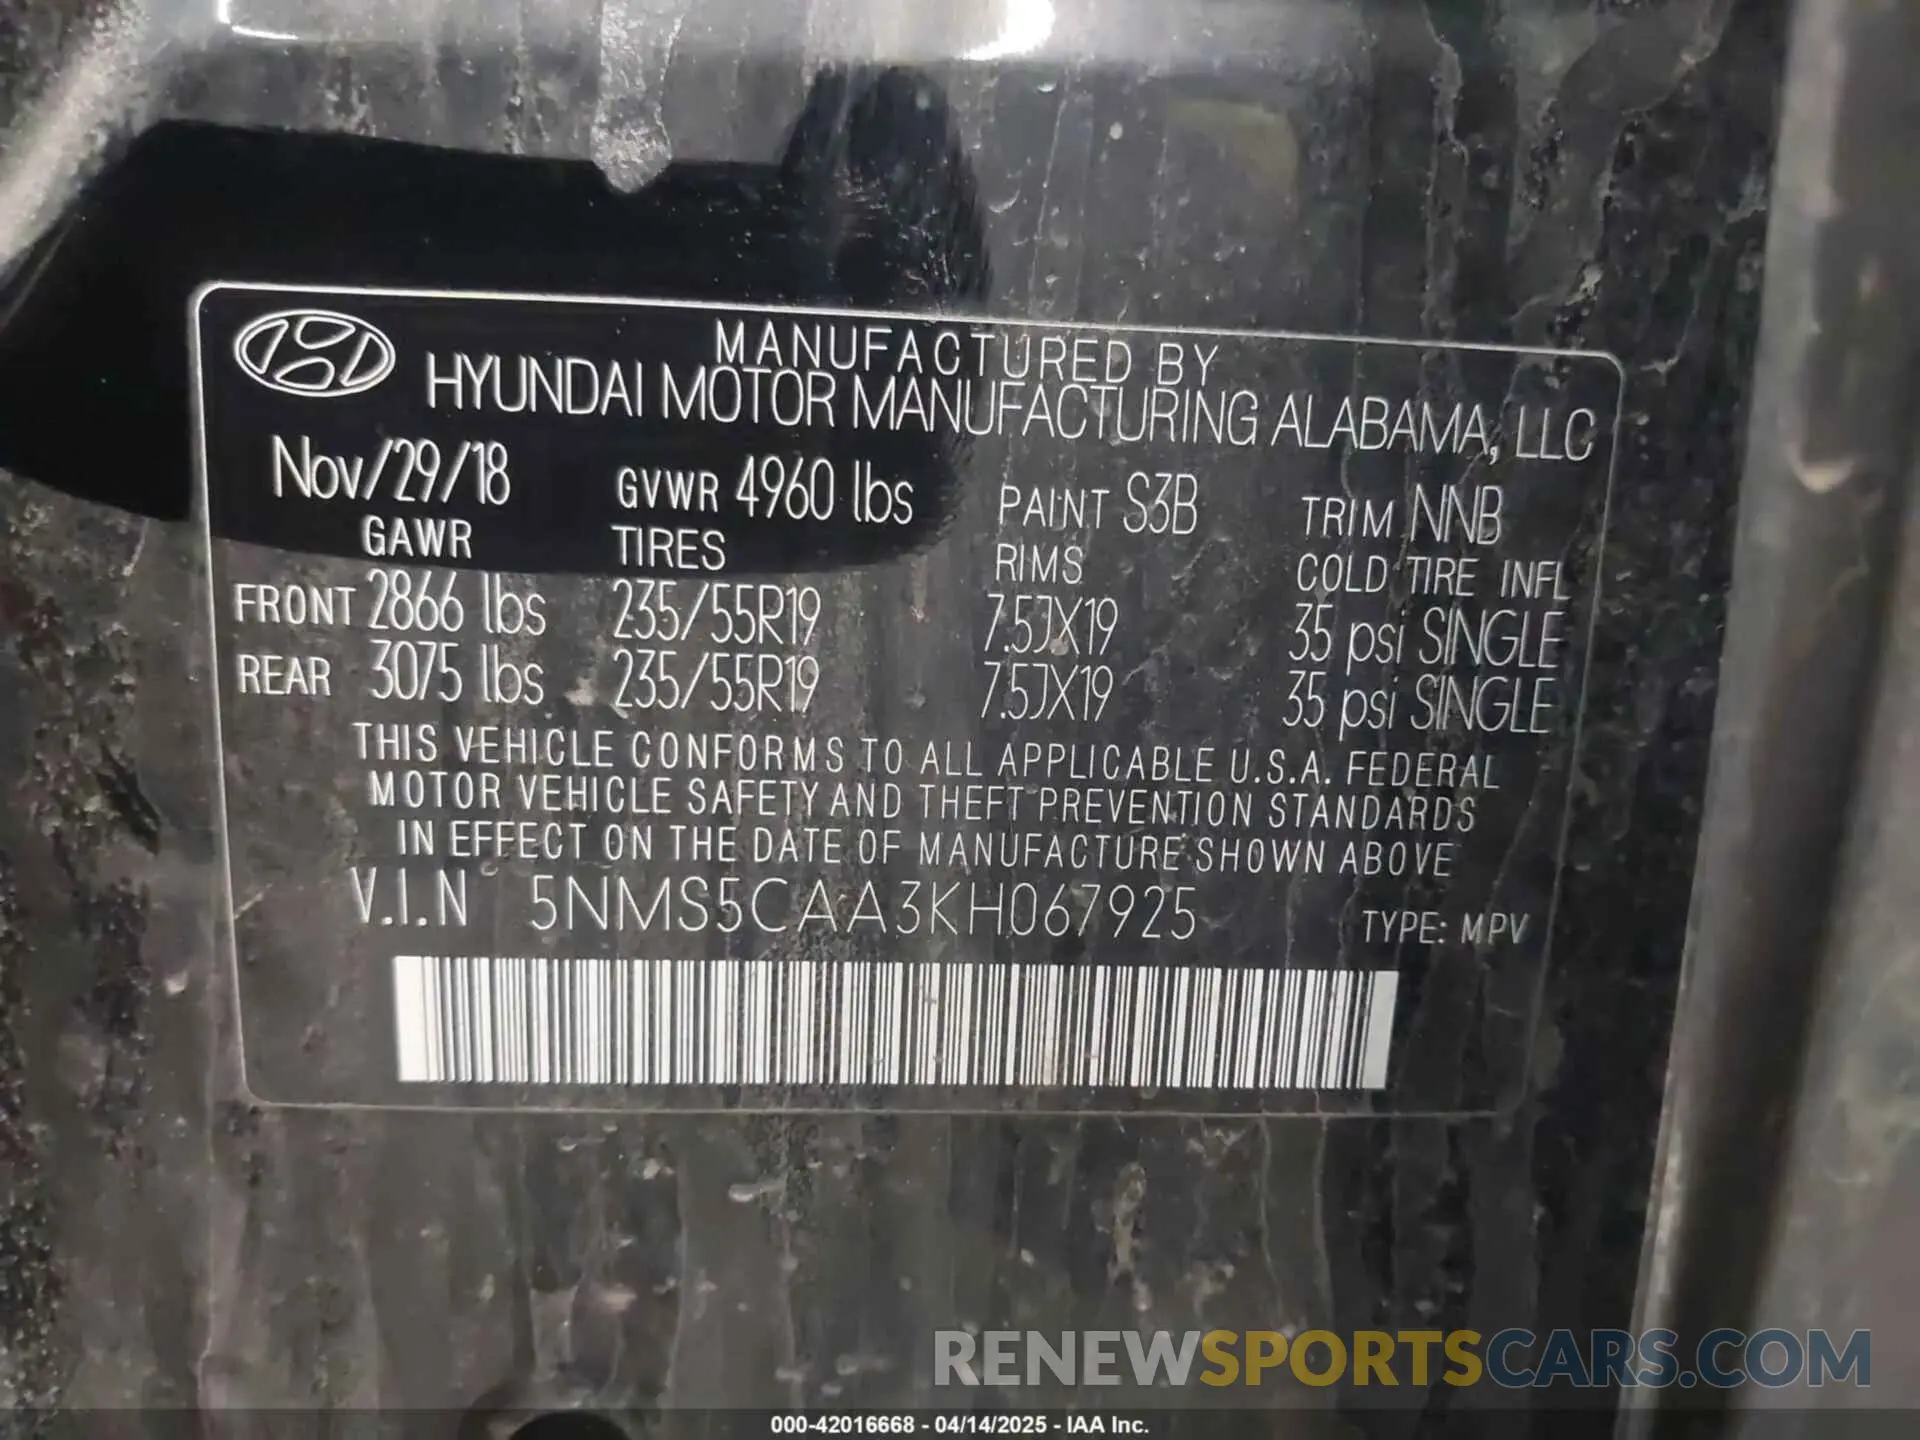 MANUFACTURED BY
HYUNDAI MOTOR MANUFACTURING ALABAMA, LLC
Nov/29/18 GVWR 4960 lbs PAINT S3B TRIM NNB
GAWR TIRES RIMS COLD TIRE INFL
FRONT 2866 lbs 235/55R19 7.5JX19 35 psi SINGLE
REAR 3075 lbs 235/55R19 7.5JX19 35 psi SINGLE
THIS VEHICLE CONFORMS TO ALL APPLICABLE U.S.A. FEDERAL
MOTOR VEHICLE SAFETY AND THEFT PREVENTION STANDARDS
IN EFFECT ON THE DATE OF MANUFACTURE SHOWN ABOVE
V.I.N 5NMS5CAA3KH067925 TYPE: MPV
RENEWSPORTSCARS.COM
000-42016668 - 04/14/2025 - IAA Inc.